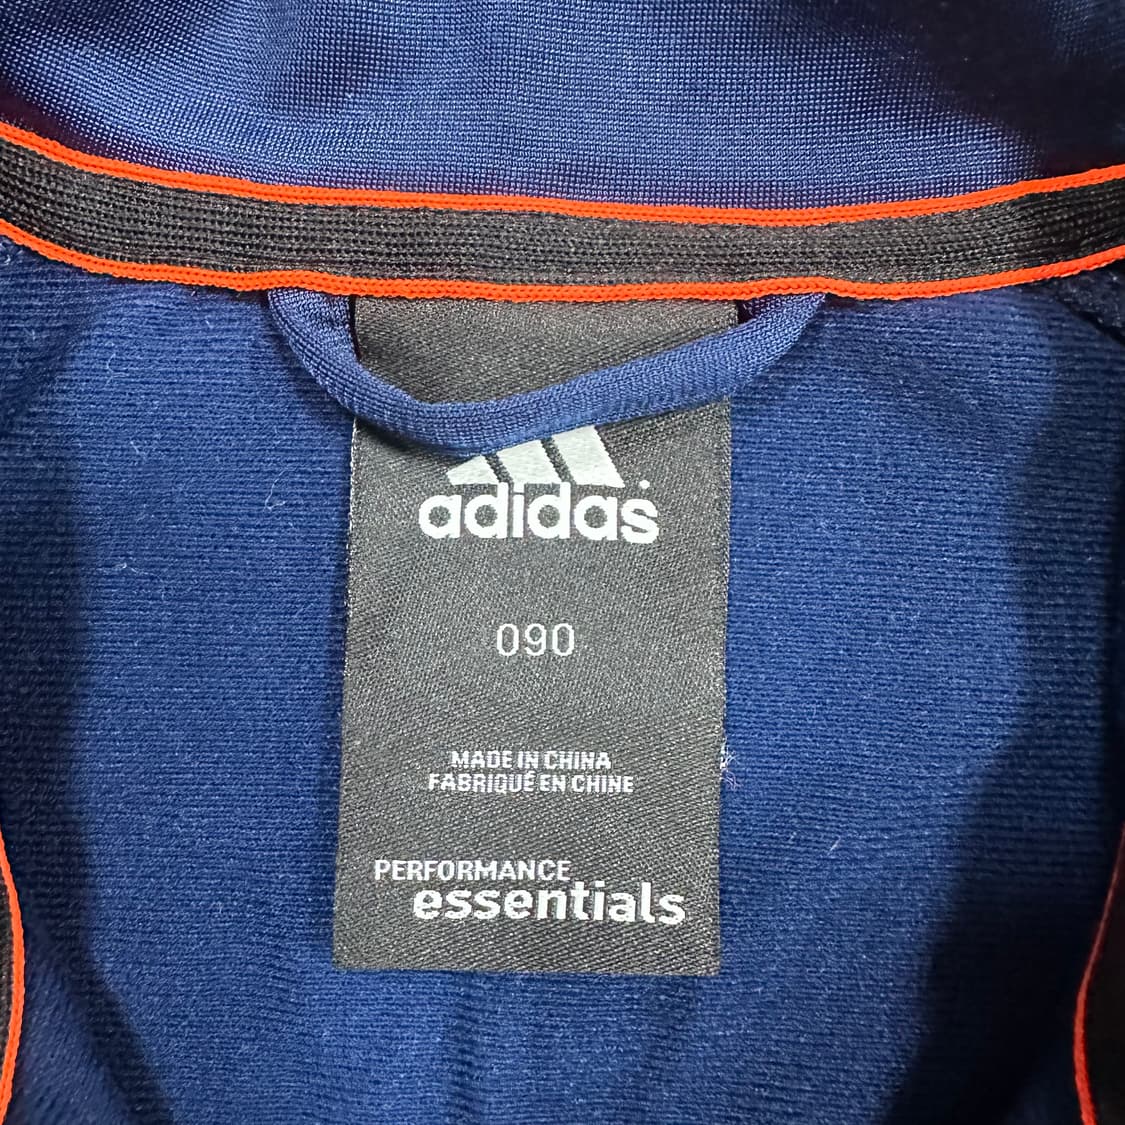 adidas
090
MADE IN CHINA
FABRIQUÉ EN CHINE
PERFORMANCE
essentials